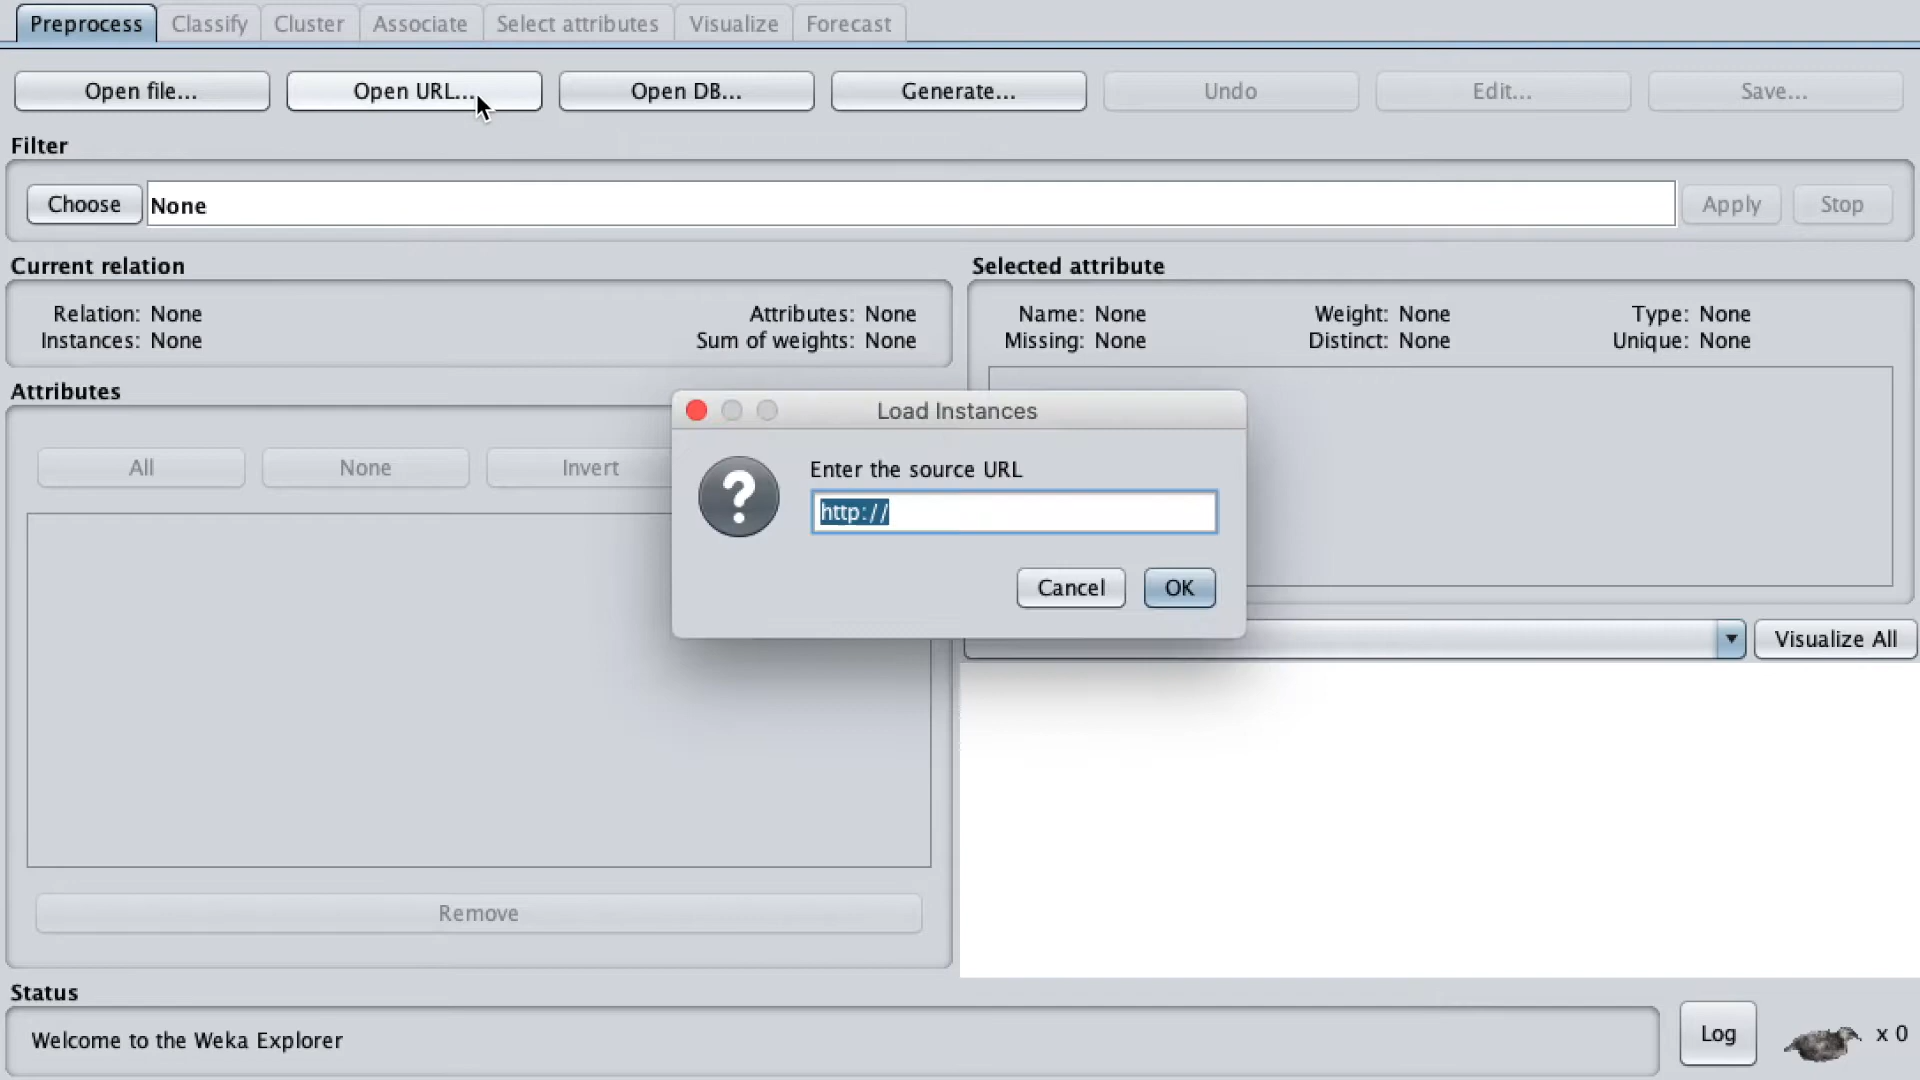 Preprocess Classify Cluster Associate Select attributes Visualize Forecast
Open file... Open URL... Open DB... Generate... Undo Edit... Save...
Filter
Choose None Apply Stop
Current relation
Relation: None Attributes: None
Instances: None Sum of weights: None
Selected attribute
Name: None Weight: None Type: None
Missing: None Distinct: None Unique: None
Attributes
All None Invert
Load Instances
Enter the source URL
http://
Cancel OK
Visualize All
Remove
Status
Welcome to the Weka Explorer
Log x 0